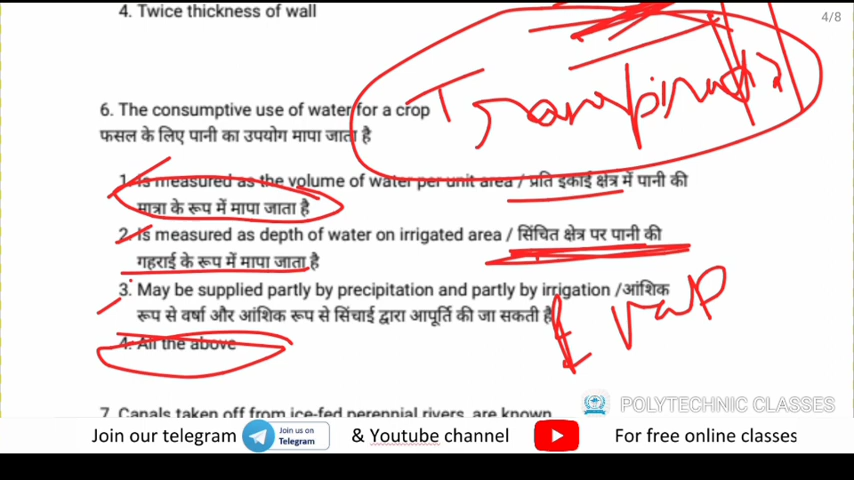 4. Twice thickness of wall
4/8
Transpiration
6. The consumptive use of water for a crop
फसल के लिए पानी का उपयोग मापा जाता है
1. Is measured as the volume of water per unit area / प्रति इकाई क्षेत्र में पानी की
मात्रा के रूप में मापा जाता है
2. Is measured as depth of water on irrigated area / सिंचित क्षेत्र पर पानी की
गहराई के रूप में मापा जाता है
3. May be supplied partly by precipitation and partly by irrigation /आंशिक
रूप से वर्षा और आंशिक रूप से सिंचाई द्वारा आपूर्ति की जा सकती है
4. All the above
7. Canals taken off from ice-fed perennial rivers, are known
POLYTECHNIC CLASSES
Join our telegram Join us on Telegram & Youtube channel For free online classes